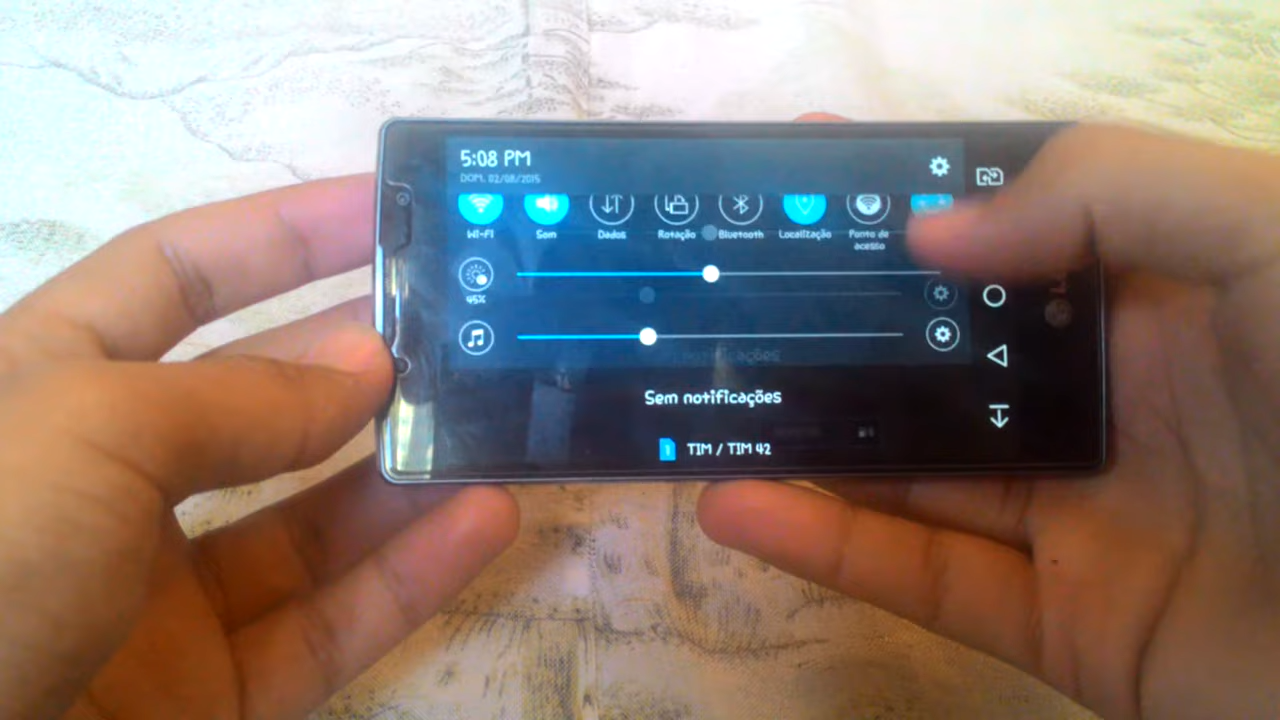 5:08 PM
DOM. 02/08/2015
WI-FI Som Dados Rotação Bluetooth Localização Ponto de acesso
45%
Sem notificações
1 TIM / TIM 42